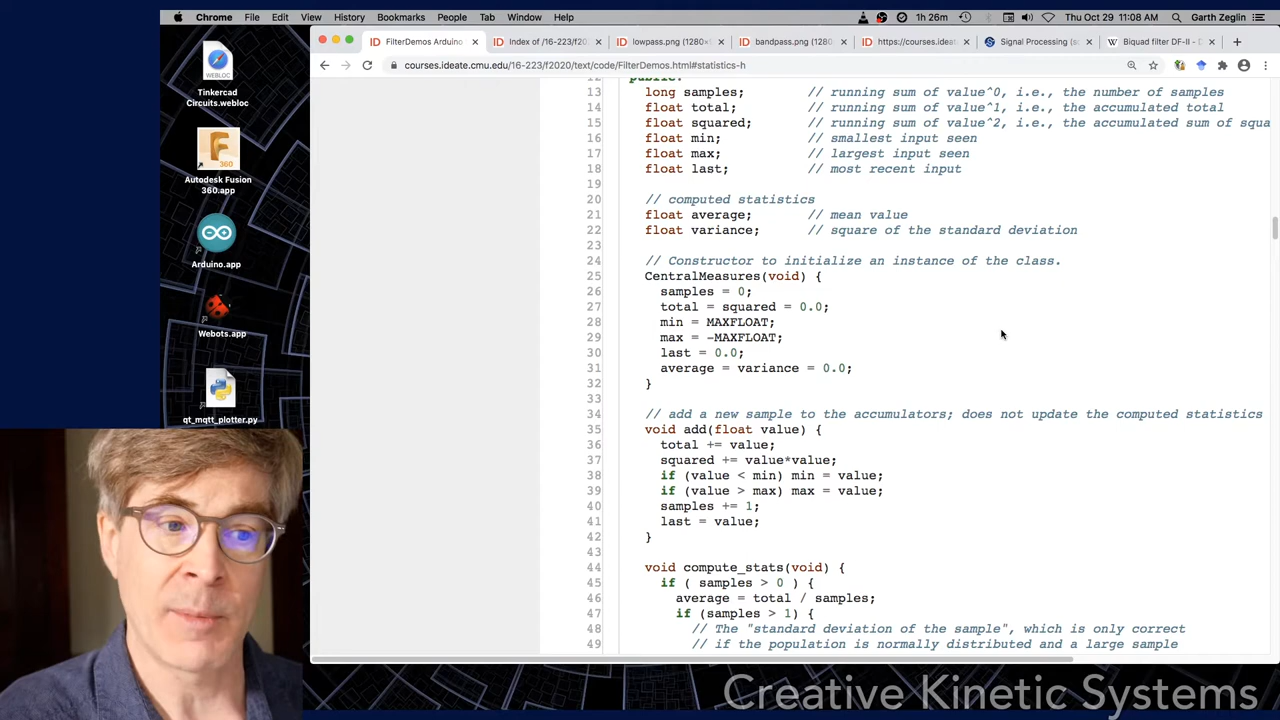 Chrome File Edit View History Bookmarks People Tab Window Help 1h 26m Thu Oct 29 11:08 AM Garth Zeglin
FilterDemos Arduino Index of /16-223/f20 lowpass.png (1280×9 bandpass.png (1280× https://courses.ideat Signal Processing (sc Biquad filter DF-II -
courses.ideate.cmu.edu/16-223/f2020/text/code/FilterDemos.html#statistics-h
Tinkercad
Circuits.webloc
WEBLOC
Autodesk Fusion
360.app
360
Arduino.app
Webots.app
qt_mqtt_plotter.py
12 public:
13 long samples; // running sum of value^0, i.e., the number of samples
14 float total; // running sum of value^1, i.e., the accumulated total
15 float squared; // running sum of value^2, i.e., the accumulated sum of squa
16 float min; // smallest input seen
17 float max; // largest input seen
18 float last; // most recent input
19
20 // computed statistics
21 float average; // mean value
22 float variance; // square of the standard deviation
23
24 // Constructor to initialize an instance of the class.
25 CentralMeasures(void) {
26 samples = 0;
27 total = squared = 0.0;
28 min = MAXFLOAT;
29 max = -MAXFLOAT;
30 last = 0.0;
31 average = variance = 0.0;
32 }
33
34 // add a new sample to the accumulators; does not update the computed statistics
35 void add(float value) {
36 total += value;
37 squared += value*value;
38 if (value < min) min = value;
39 if (value > max) max = value;
40 samples += 1;
41 last = value;
42 }
43
44 void compute_stats(void) {
45 if ( samples > 0 ) {
46 average = total / samples;
47 if (samples > 1) {
48 // The "standard deviation of the sample", which is only correct
49 // if the population is normally distributed and a large sample
Creative Kinetic Systems